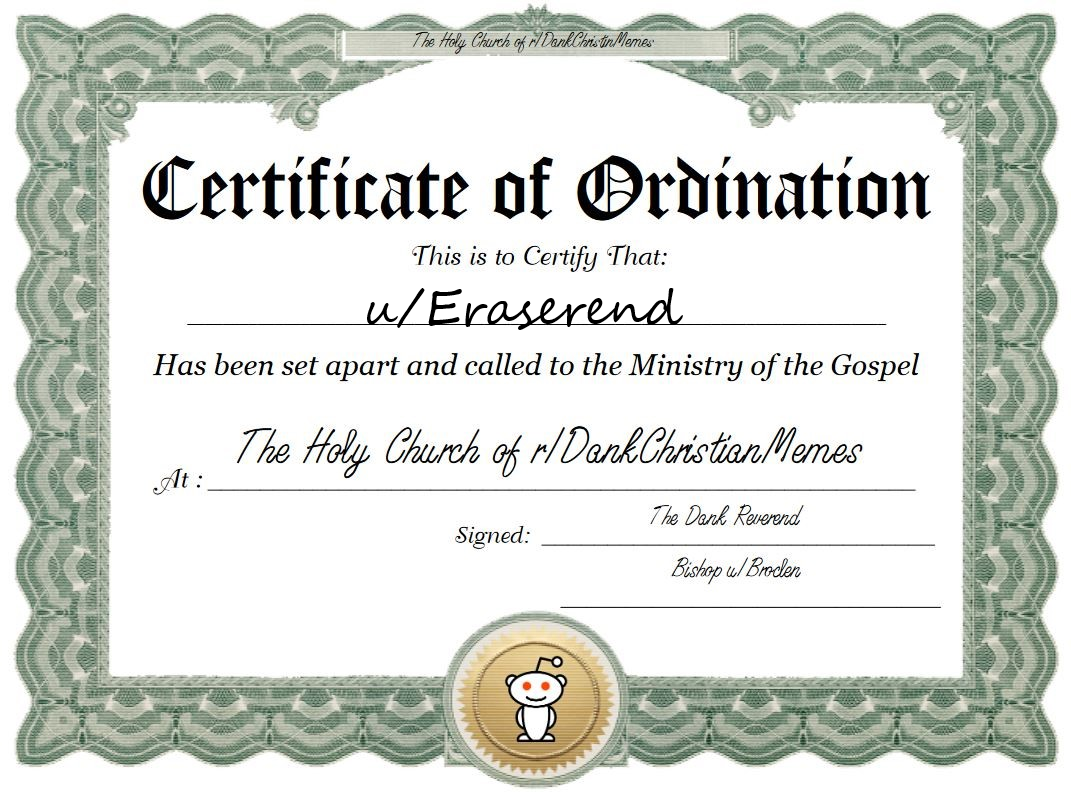 The Holy Church of r/DankChristinMemes
Certificate of Ordination
This is to Certify That:
u/Eraserend
Has been set apart and called to the Ministry of the Gospel
The Holy Church of r/DankChristianMemes
At :
The Dank Reverend
Signed:
Bishop u/Broclen